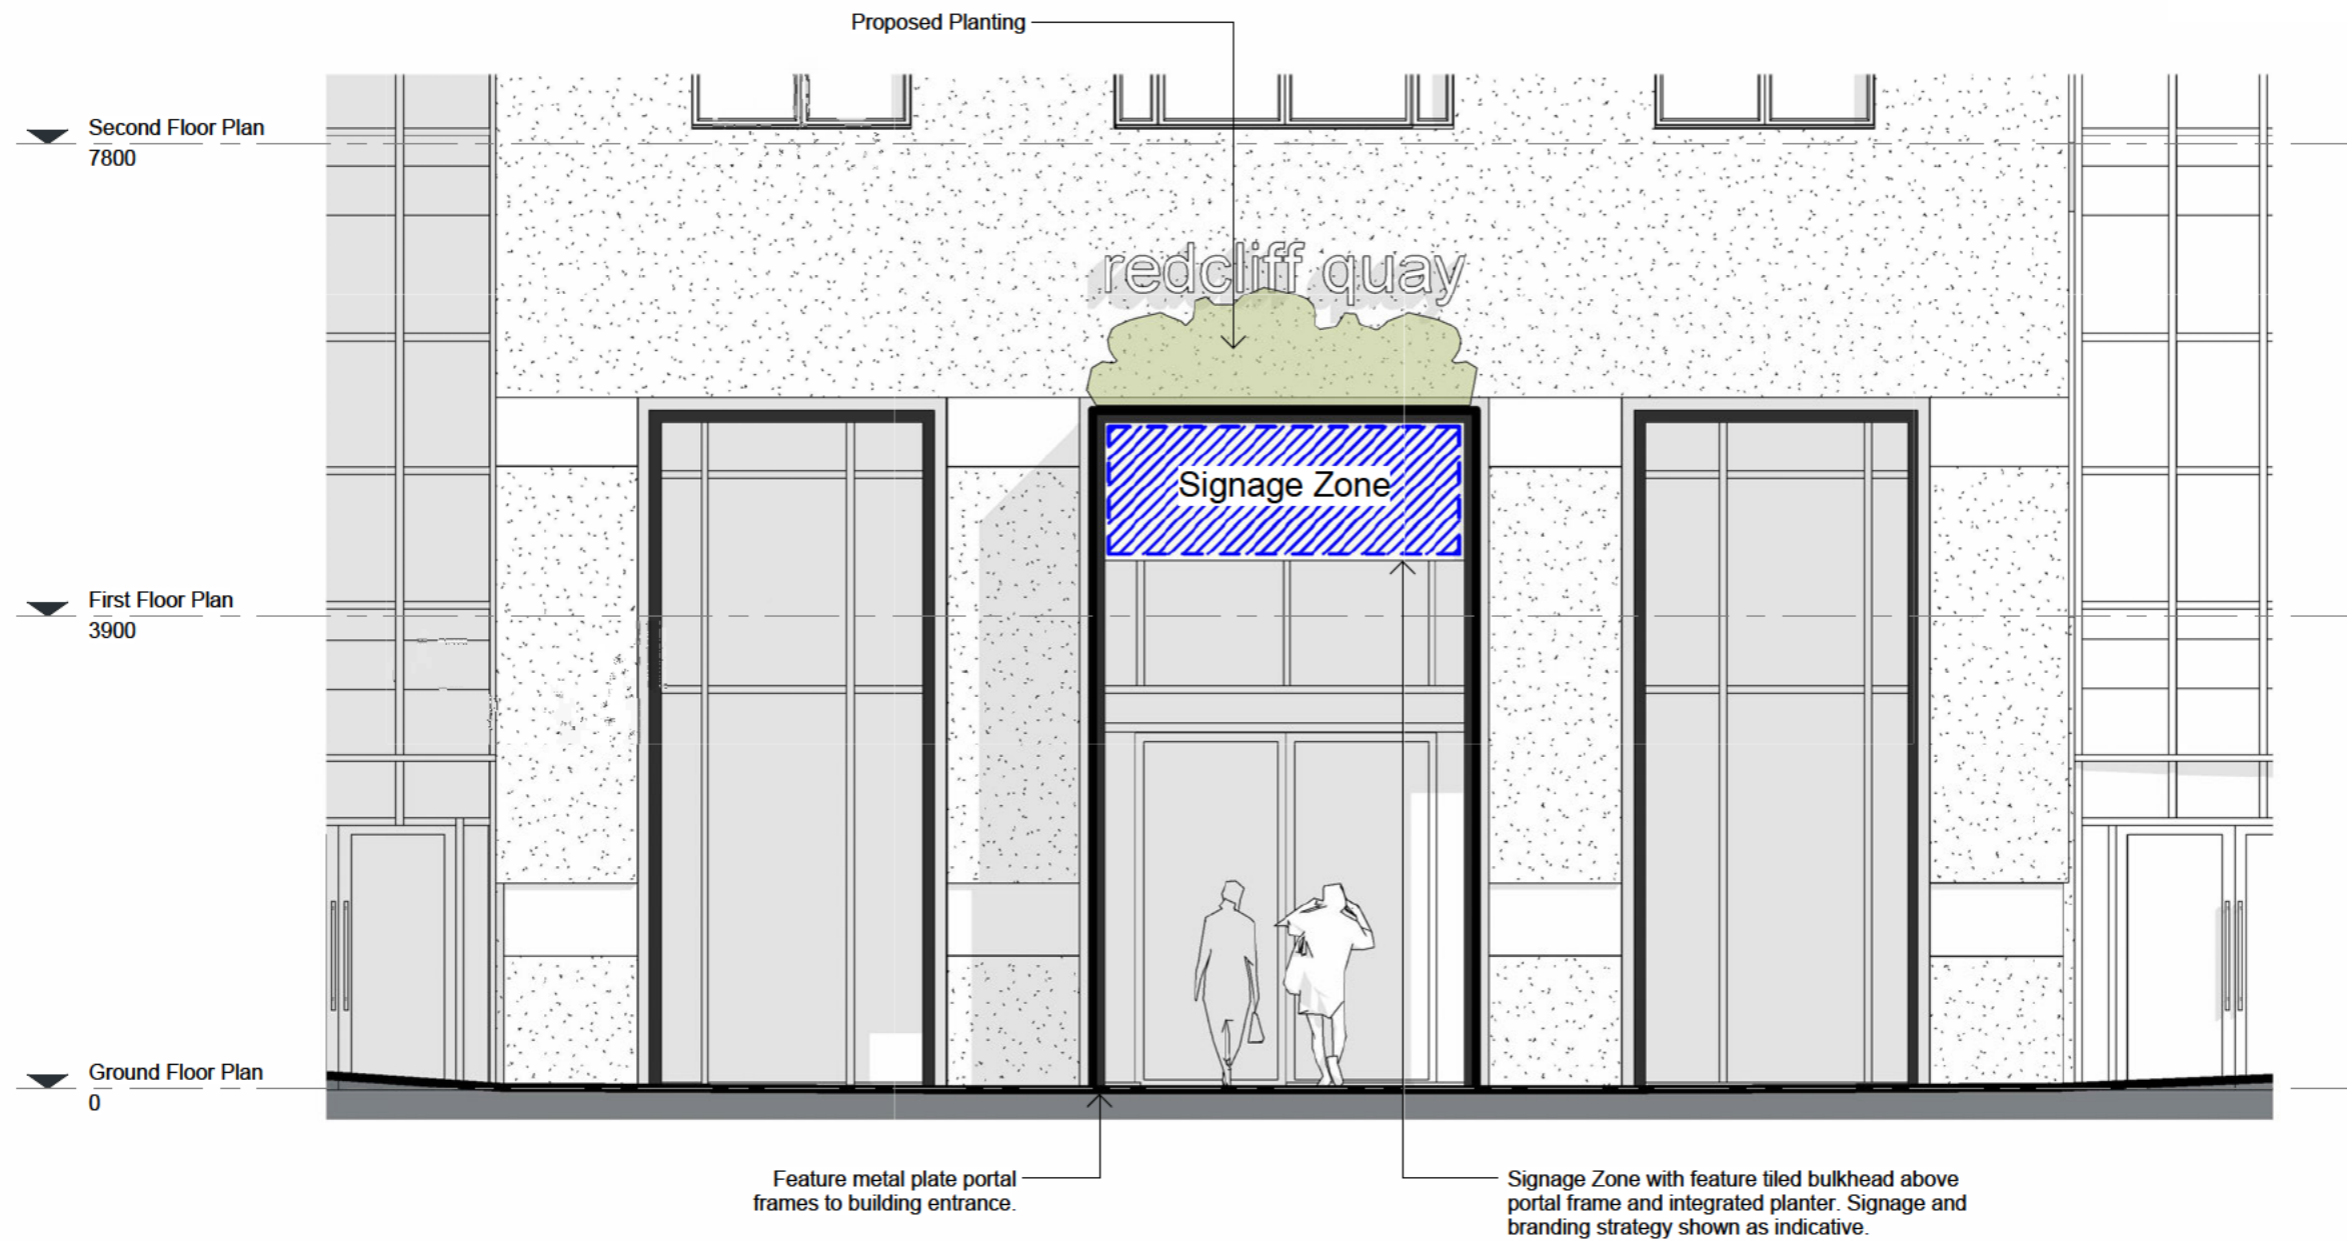 Proposed Planting
Second Floor Plan
7800
redcliff quay
Signage Zone
First Floor Plan
3900
Ground Floor Plan
0
Feature metal plate portal
frames to building entrance.
Signage Zone with feature tiled bulkhead above
portal frame and integrated planter. Signage and
branding strategy shown as indicative.